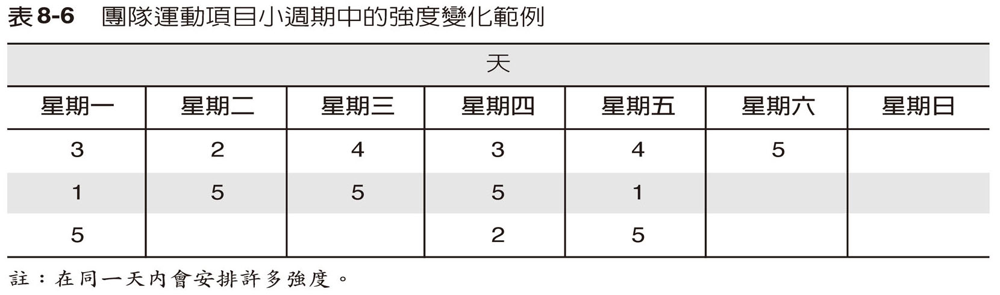 表8-6 團隊運動項目小週期中的強度變化範例
天
星期一 星期二 星期三 星期四 星期五 星期六 星期日
3 2 4 3 4 5
1 5 5 5 1
5 2 5
註：在同一天內會安排許多強度。